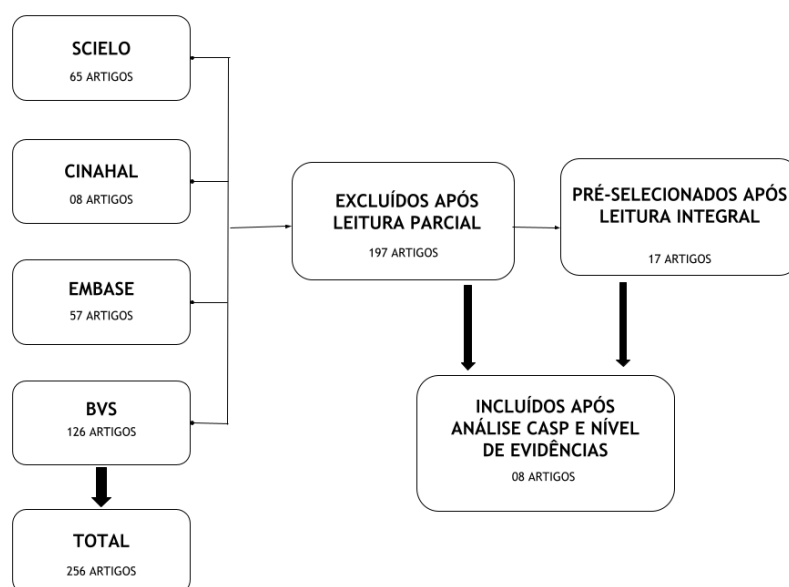 SCIELO
65 ARTIGOS
CINAHAL
08 ARTIGOS
EMBASE
57 ARTIGOS
BVS
126 ARTIGOS
TOTAL
256 ARTIGOS
EXCLUÍDOS APÓS
LEITURA PARCIAL
197 ARTIGOS
PRÉ-SELECIONADOS APÓS
LEITURA INTEGRAL
17 ARTIGOS
INCLUÍDOS APÓS
ANÁLISE CASP E NÍVEL
DE EVIDÊNCIAS
08 ARTIGOS